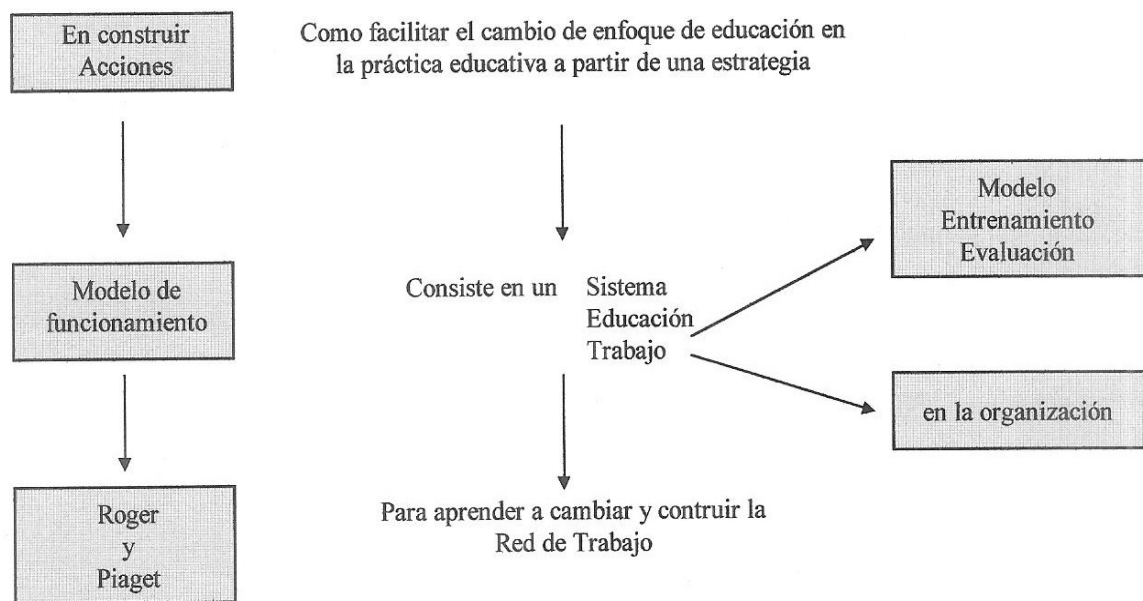 En construir
Acciones
Como facilitar el cambio de enfoque de educación en
la práctica educativa a partir de una estrategia
Modelo
Entrenamiento
Evaluación
Modelo de
funcionamiento
Consiste en un Sistema
Educación
Trabajo
en la organización
Roger
y
Piaget
Para aprender a cambiar y contruir la
Red de Trabajo